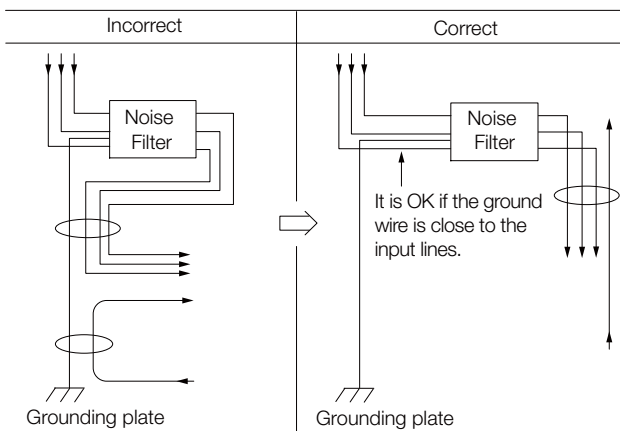 Incorrect
Correct
Noise
Filter
Noise
Filter
It is OK if the ground
wire is close to the
input lines.
Grounding plate
Grounding plate